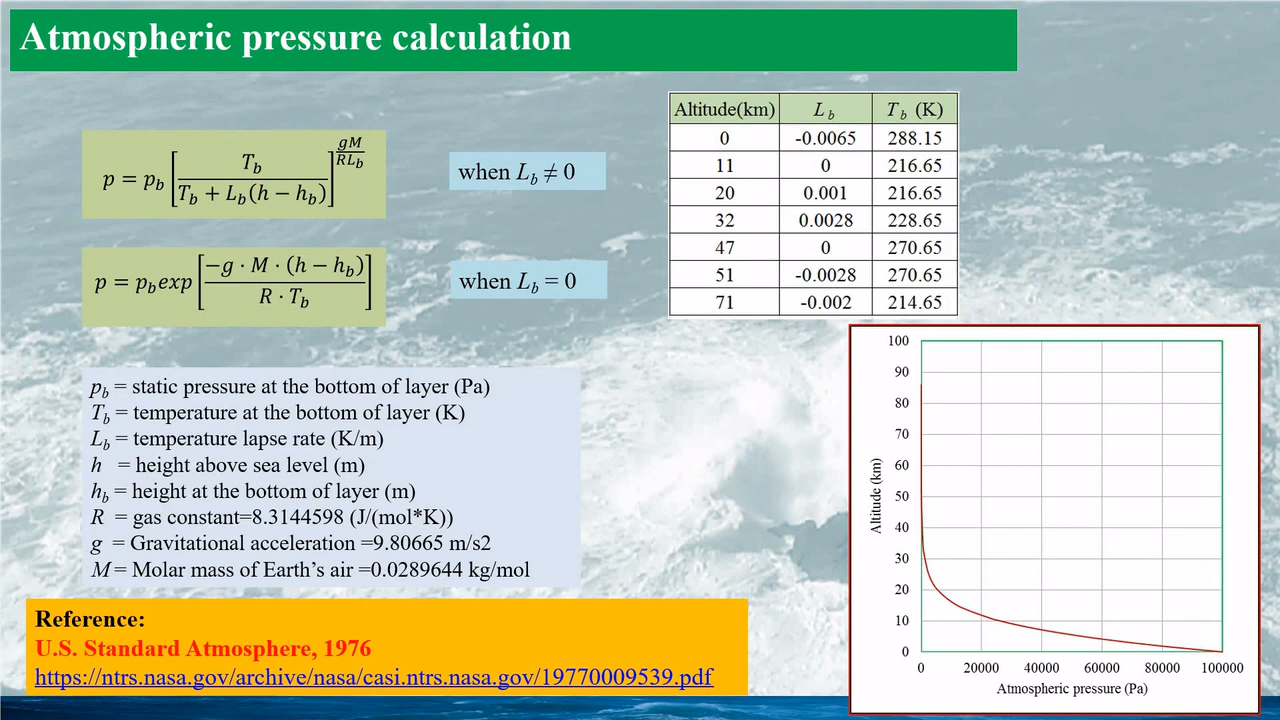 Atmospheric pressure calculation
p = p_b [T_b / (T_b + L_b(h − h_b))]^(gM / RL_b)
when L_b ≠ 0
p = p_b exp [−g · M · (h − h_b) / (R · T_b)]
when L_b = 0
Altitude(km) L_b T_b (K)
0 -0.0065 288.15
11 0 216.65
20 0.001 216.65
32 0.0028 228.65
47 0 270.65
51 -0.0028 270.65
71 -0.002 214.65
p_b = static pressure at the bottom of layer (Pa)
T_b = temperature at the bottom of layer (K)
L_b = temperature lapse rate (K/m)
h = height above sea level (m)
h_b = height at the bottom of layer (m)
R = gas constant=8.3144598 (J/(mol*K))
g = Gravitational acceleration =9.80665 m/s2
M = Molar mass of Earth’s air =0.0289644 kg/mol
Reference:
U.S. Standard Atmosphere, 1976
https://ntrs.nasa.gov/archive/nasa/casi.ntrs.nasa.gov/19770009539.pdf
100
90
80
70
60
50
40
30
20
10
0
Altitude (km)
0 20000 40000 60000 80000 100000
Atmospheric pressure (Pa)